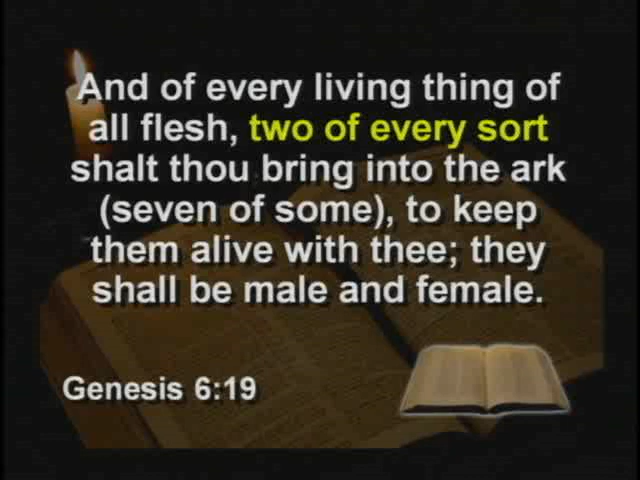 And of every living thing of
all flesh, two of every sort
shalt thou bring into the ark
(seven of some), to keep
them alive with thee; they
shall be male and female.
Genesis 6:19